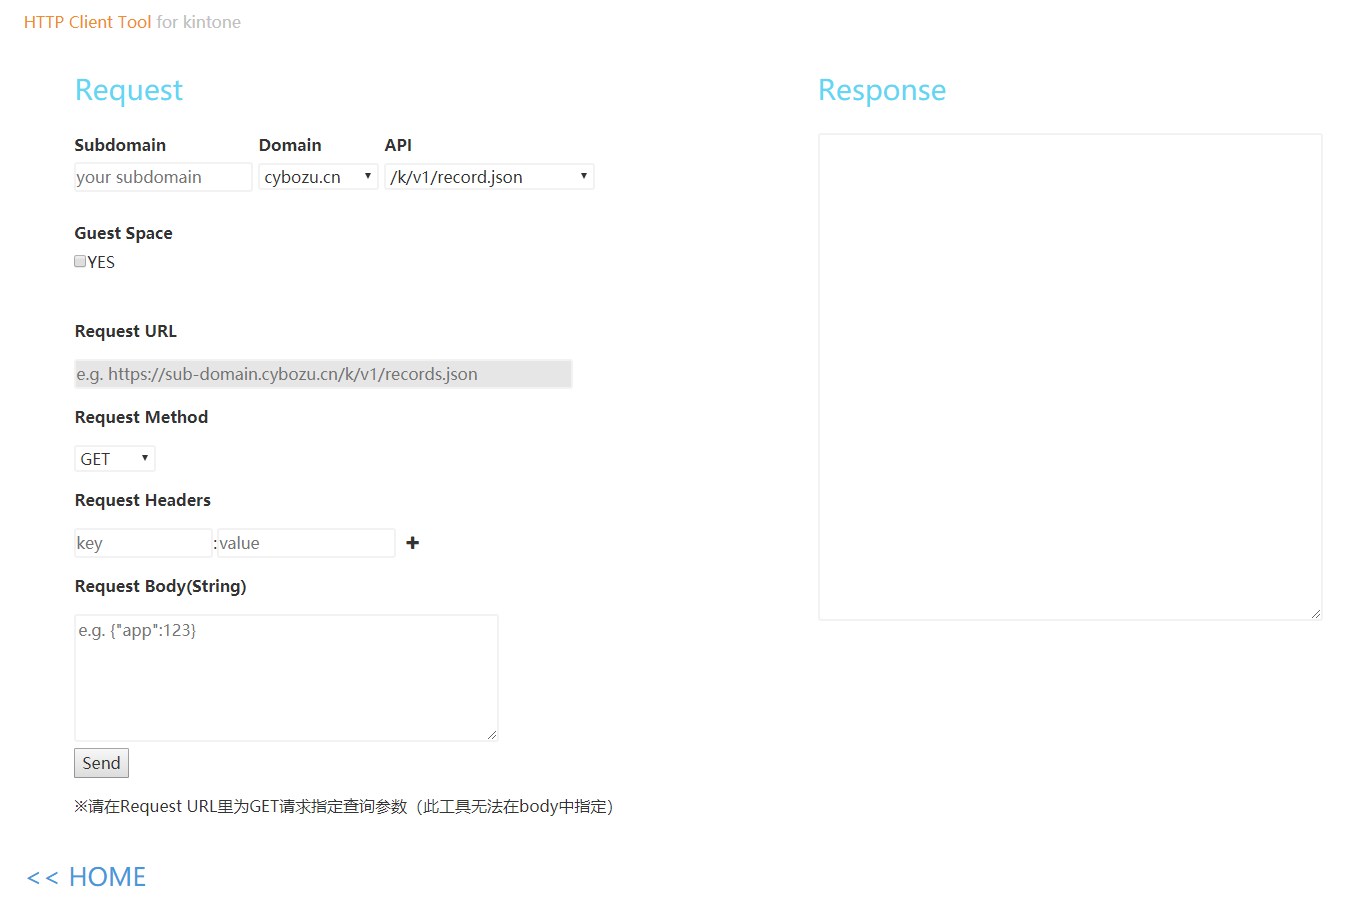 HTTP Client Tool for kintone
Request
Subdomain Domain API
your subdomain cybozu.cn /k/v1/record.json
Guest Space
YES
Request URL
e.g. https://sub-domain.cybozu.cn/k/v1/records.json
Request Method
GET
Request Headers
key : value +
Request Body(String)
e.g. {"app":123}
Send
※请在Request URL里为GET请求指定查询参数（此工具无法在body中指定）
Response
<< HOME